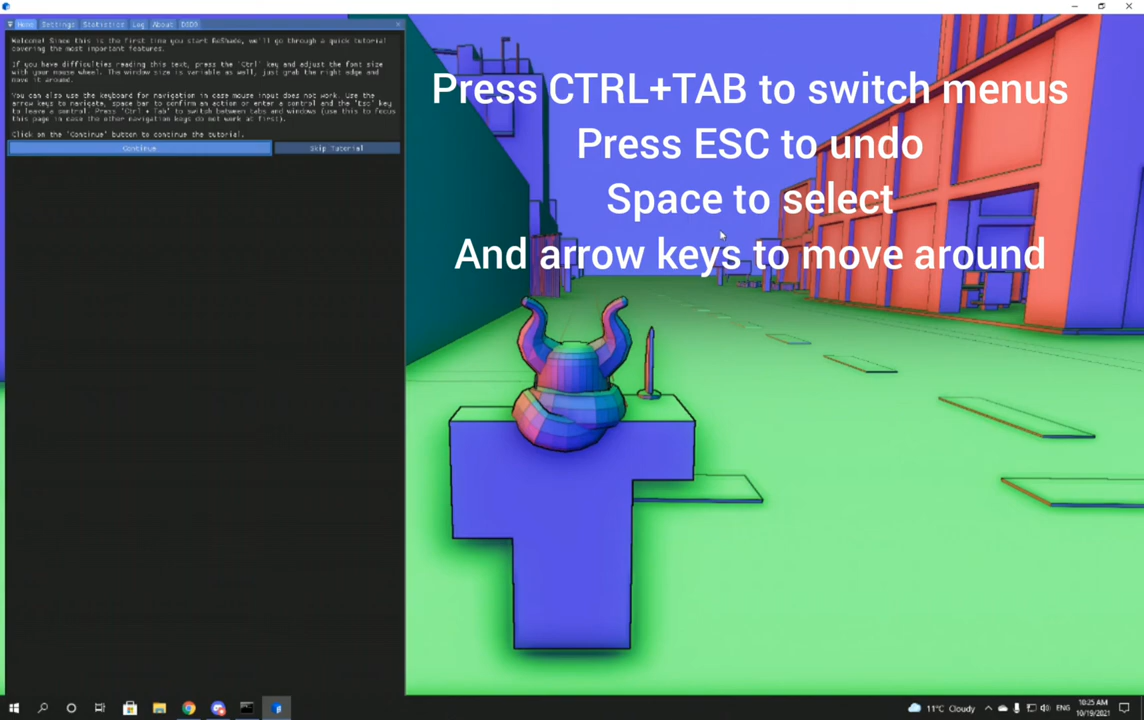 Home Settings Statistics Log About D3D9
Welcome! Since this is the first time you start ReShade, we'll go through a quick tutorial
covering the most important features.
If you have difficulties reading this text, press the 'Ctrl' key and adjust the font size
with your mouse wheel. The window size is variable as well, just grab the right edge and
move it around.
You can also use the keyboard for navigation in case mouse input does not work. Use the
arrow keys to navigate, space bar to confirm an action or enter a control and the 'Esc' key
to leave a control. Press 'Ctrl + Tab' to switch between tabs and windows (use this to focus
this page in case the other navigation keys do not work at first).
Click on the 'Continue' button to continue the tutorial.
Continue Skip Tutorial
Press CTRL+TAB to switch menus
Press ESC to undo
Space to select
And arrow keys to move around
11°C Cloudy ENG 10:25 AM
10/19/2021